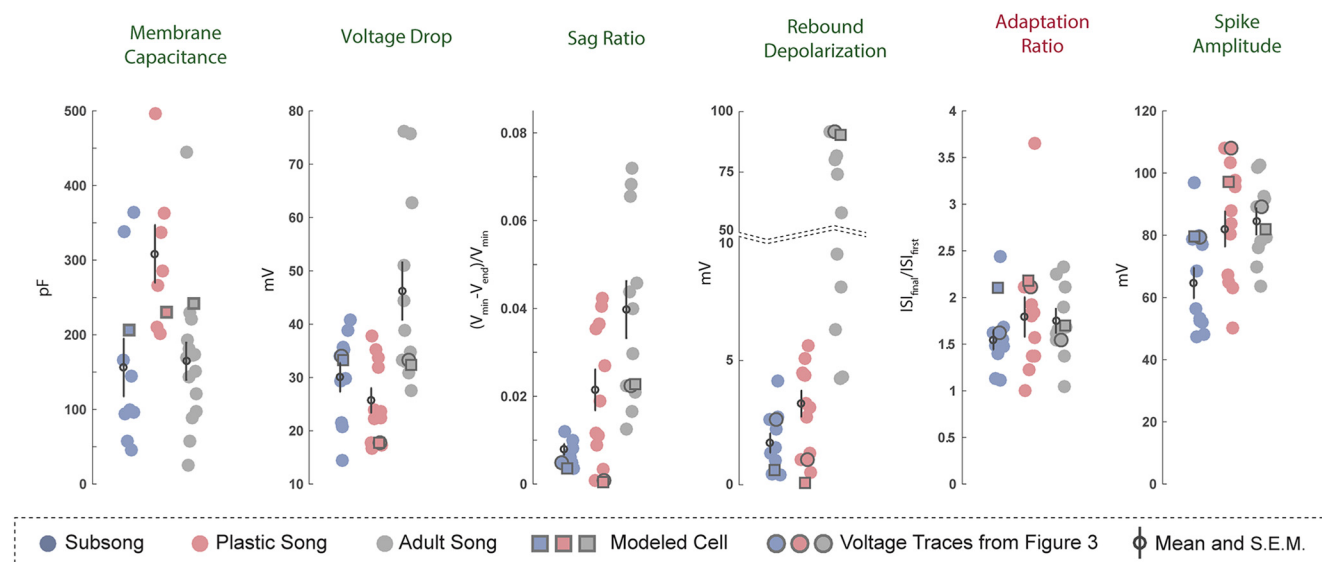 Membrane
Capacitance
Voltage Drop
Sag Ratio
Rebound
Depolarization
Adaptation
Ratio
Spike
Amplitude
pF
500
400
300
200
100
0
mV
80
70
60
50
40
30
20
10
(Vmin-Vend)/Vmin
0.08
0.06
0.04
0.02
0
mV
100
75
50
10
5
0
ISIfinal/ISIfirst
4
3.5
3
2.5
2
1.5
1
0.5
0
mV
120
100
80
60
40
20
0
Subsong Plastic Song Adult Song Modeled Cell Voltage Traces from Figure 3 Mean and S.E.M.